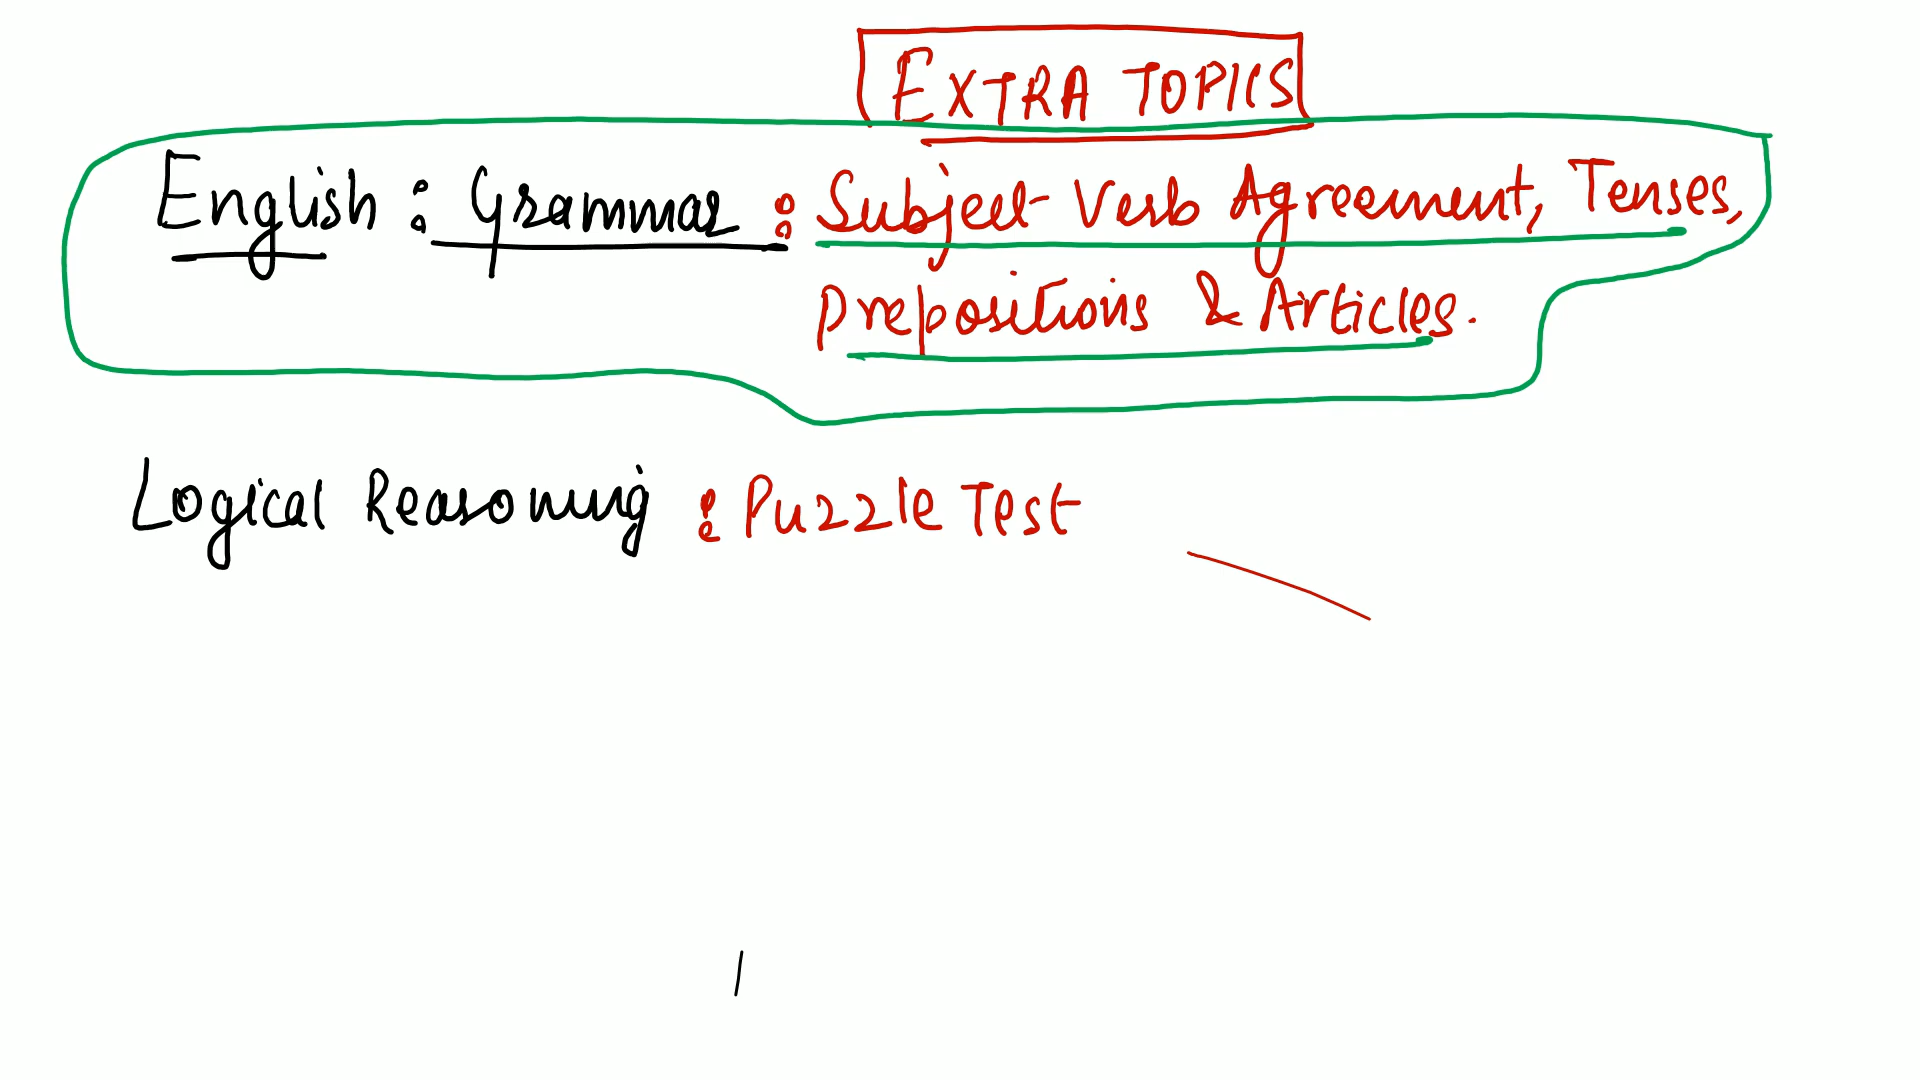 EXTRA TOPICS
English : Grammar : Subject Verb Agreement, Tenses,
Prepositions & Articles.
Logical Reasoning : Puzzle Test